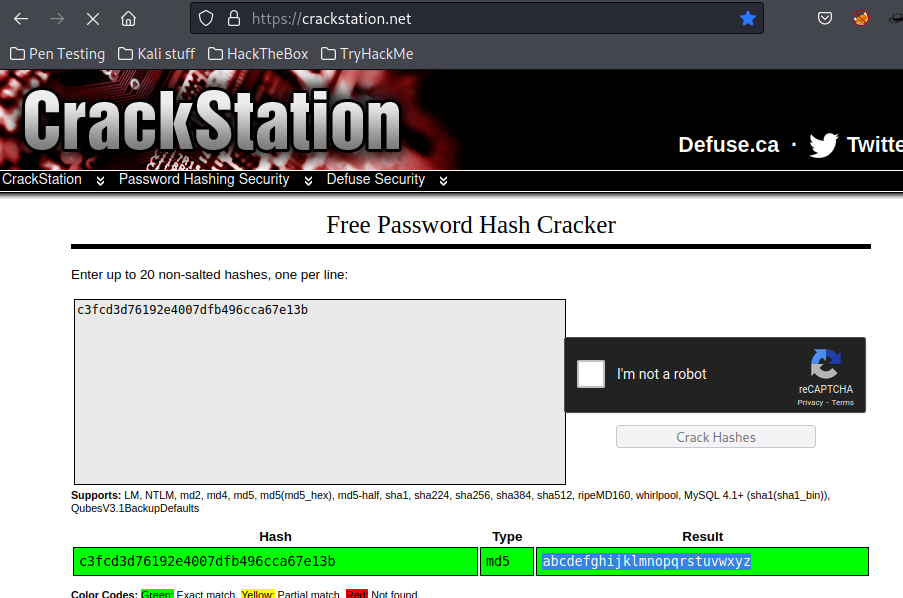 https://crackstation.net
Pen Testing Kali stuff HackTheBox TryHackMe
CrackStation
Defuse.ca · Twitte
CrackStation Password Hashing Security Defuse Security
Free Password Hash Cracker
Enter up to 20 non-salted hashes, one per line:
c3fcd3d76192e4007dfb496cca67e13b
I'm not a robot
reCAPTCHA
Privacy - Terms
Crack Hashes
Supports: LM, NTLM, md2, md4, md5, md5(md5_hex), md5-half, sha1, sha224, sha256, sha384, sha512, ripeMD160, whirlpool, MySQL 4.1+ (sha1(sha1_bin)),
QubesV3.1BackupDefaults
Hash Type Result
c3fcd3d76192e4007dfb496cca67e13b md5 abcdefghijklmnopqrstuvwxyz
Color Codes: Green: Exact match, Yellow: Partial match, Red: Not found.